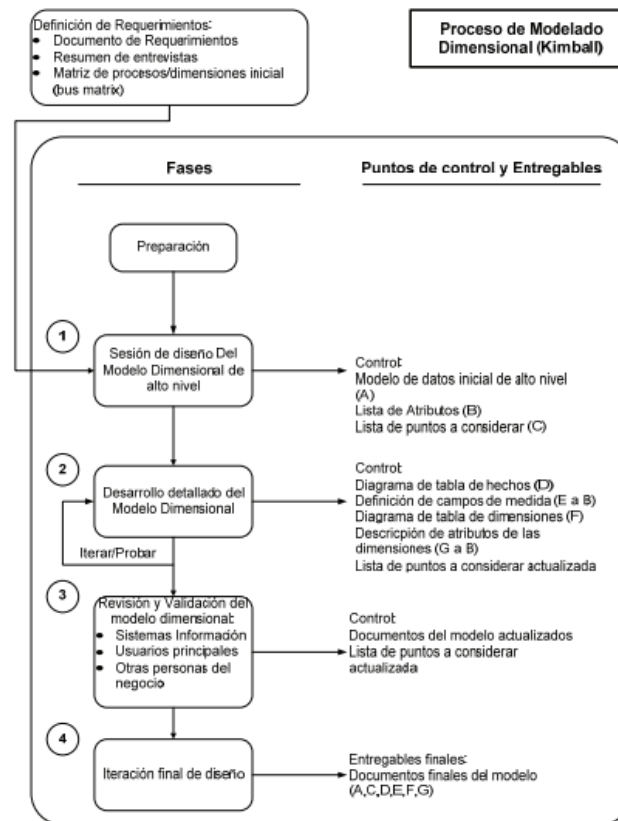 Definición de Requerimientos:
• Documento de Requerimientos
• Resumen de entrevistas
• Matriz de procesos/dimensiones inicial
(bus matrix)
Proceso de Modelado
Dimensional (Kimball)
Fases
Puntos de control y Entregables
Preparación
1
Sesión de diseño Del
Modelo Dimensional de
alto nivel
Control:
Modelo de datos inicial de alto nivel
(A)
Lista de Atributos (B)
Lista de puntos a considerar (C)
2
Desarrollo detallado del
Modelo Dimensional
Iterar/Probar
Control:
Diagrama de tabla de hechos (D)
Definición de campos de medida (E a B)
Diagrama de tabla de dimensiones (F)
Descricpión de atributos de las
dimensiones (G a B)
Lista de puntos a considerar actualizada
3
Revisión y Validación del
modelo dimensional:
• Sistemas Información
• Usuarios principales
• Otras personas del
negocio
Control:
Documentos del modelo actualizados
Lista de puntos a considerar
actualizada
4
Iteración final de diseño
Entregables finales:
Documentos finales del modelo
(A,C,D,E,F,G)